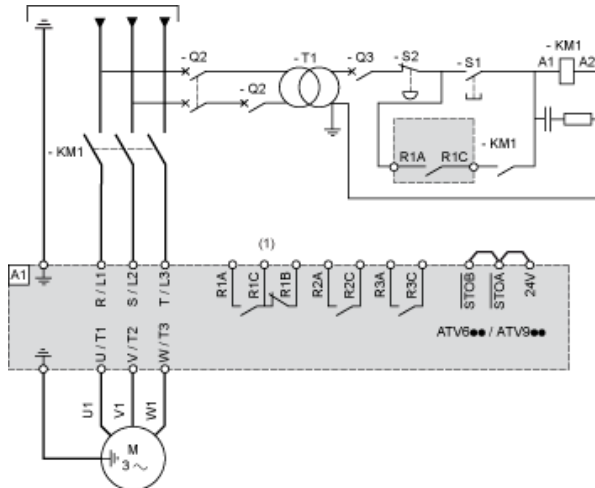 - Q2
- T1
- Q3
- S2
- S1
- KM1
A1
A2
- Q2
- KM1
R1A
R1C
- KM1
(1)
A1
R / L1
S / L2
T / L3
R1A
R1C
R1B
R2A
R2C
R3A
R3C
STOB
STOA
24V
ATV6●● / ATV9●●
U / T1
V / T2
W / T3
U1
V1
W1
M
3 ~